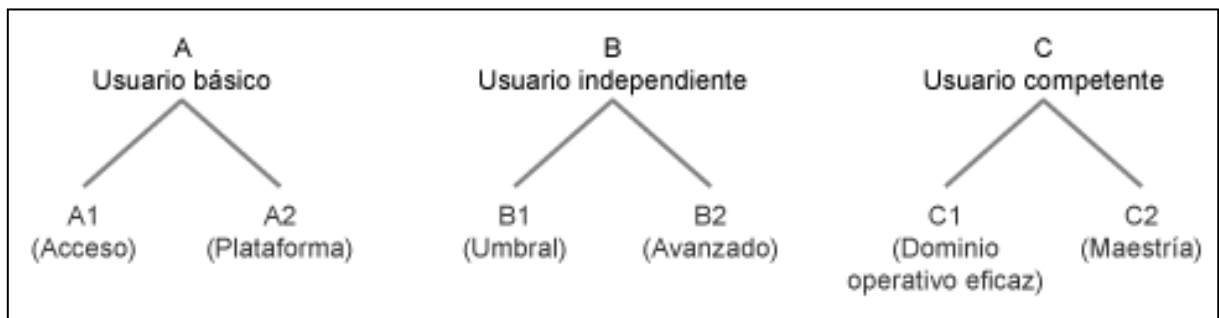 A
Usuario básico
B
Usuario independiente
C
Usuario competente
A1
(Acceso)
A2
(Plataforma)
B1
(Umbral)
B2
(Avanzado)
C1
(Dominio
operativo eficaz)
C2
(Maestría)